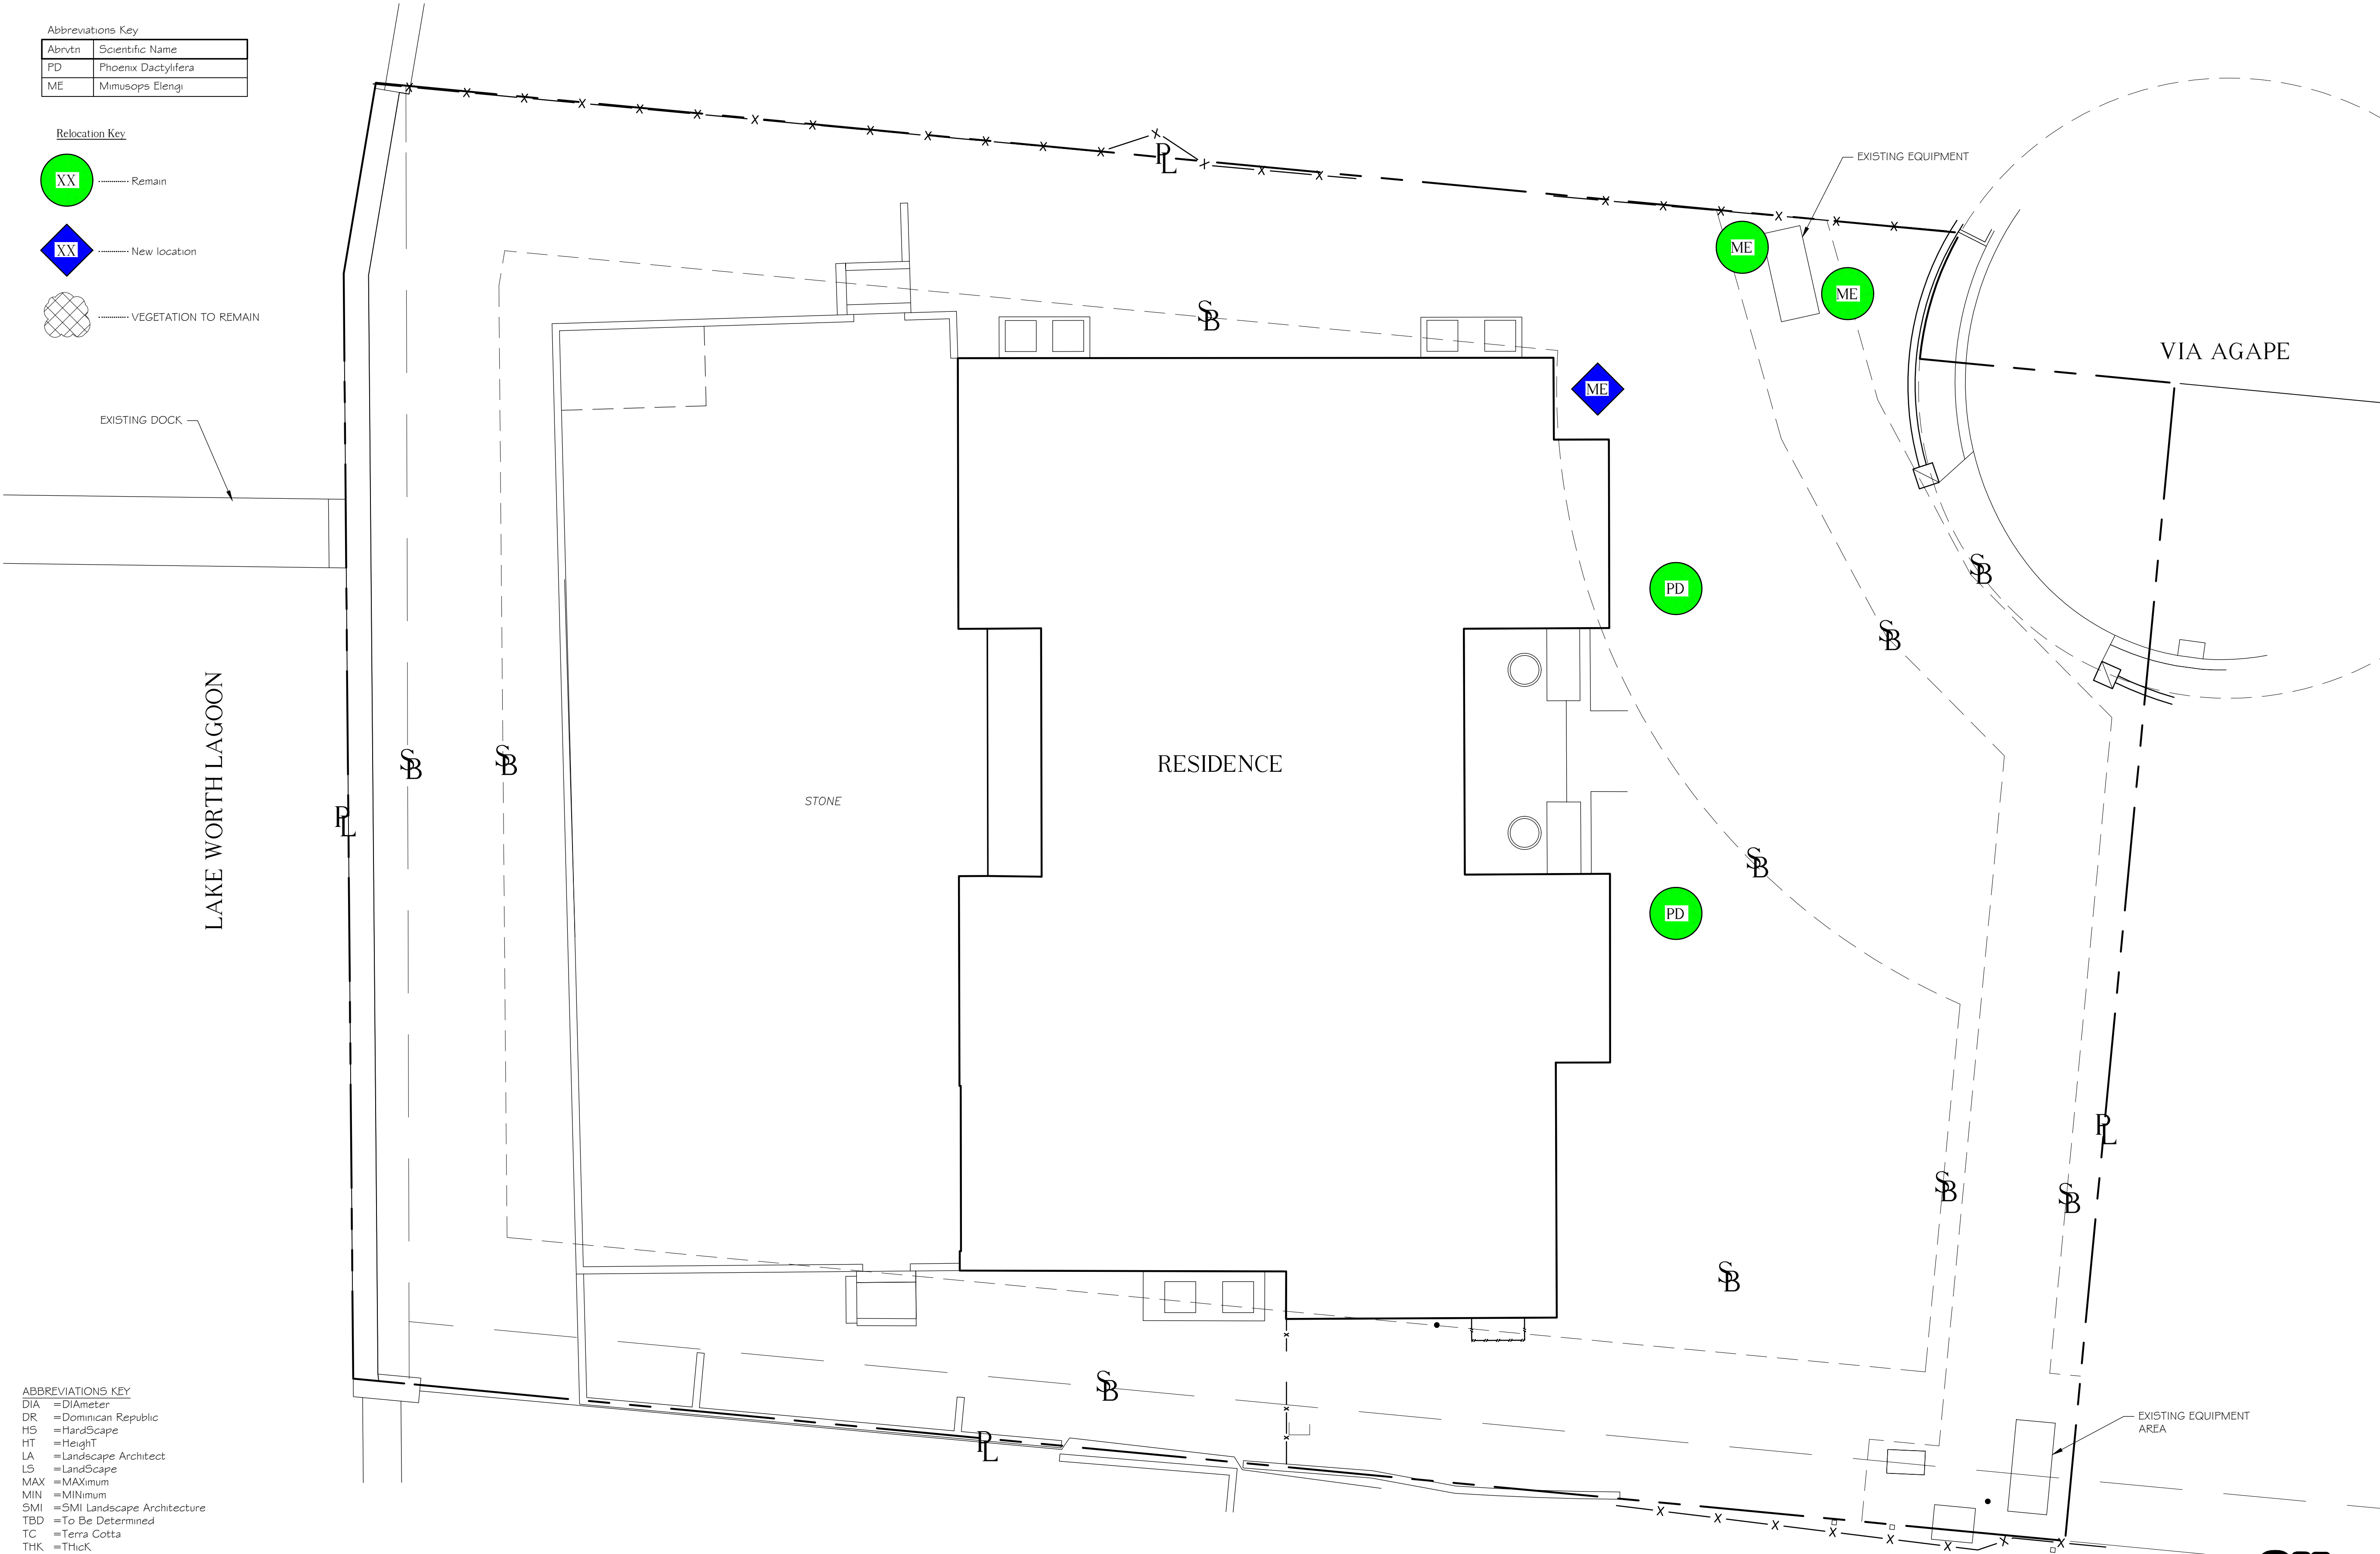 Abbreviations Key
Abrvtn Scientific Name
PD Phoenix Dactylifera
ME Mimusops Elengi
Relocation Key
XX Remain
XX New location
VEGETATION TO REMAIN
EXISTING DOCK
LAKE WORTH LAGOON
PL
PL
PL
PL
SB
SB
SB
SB
SB
SB
SB
SB
SB
SB
STONE
RESIDENCE
EXISTING EQUIPMENT
ME
ME
ME
PD
PD
VIA AGAPE
EXISTING EQUIPMENT
AREA
ABBREVIATIONS KEY
DIA =DIAmeter
DR =Dominican Republic
HS =HardScape
HT =HeighT
LA =Landscape Architect
LS =LandScape
MAX =MAXimum
MIN =MINimum
SMI =SMI Landscape Architecture
TBD =To Be Determined
TC =Terra Cotta
THK =THicK